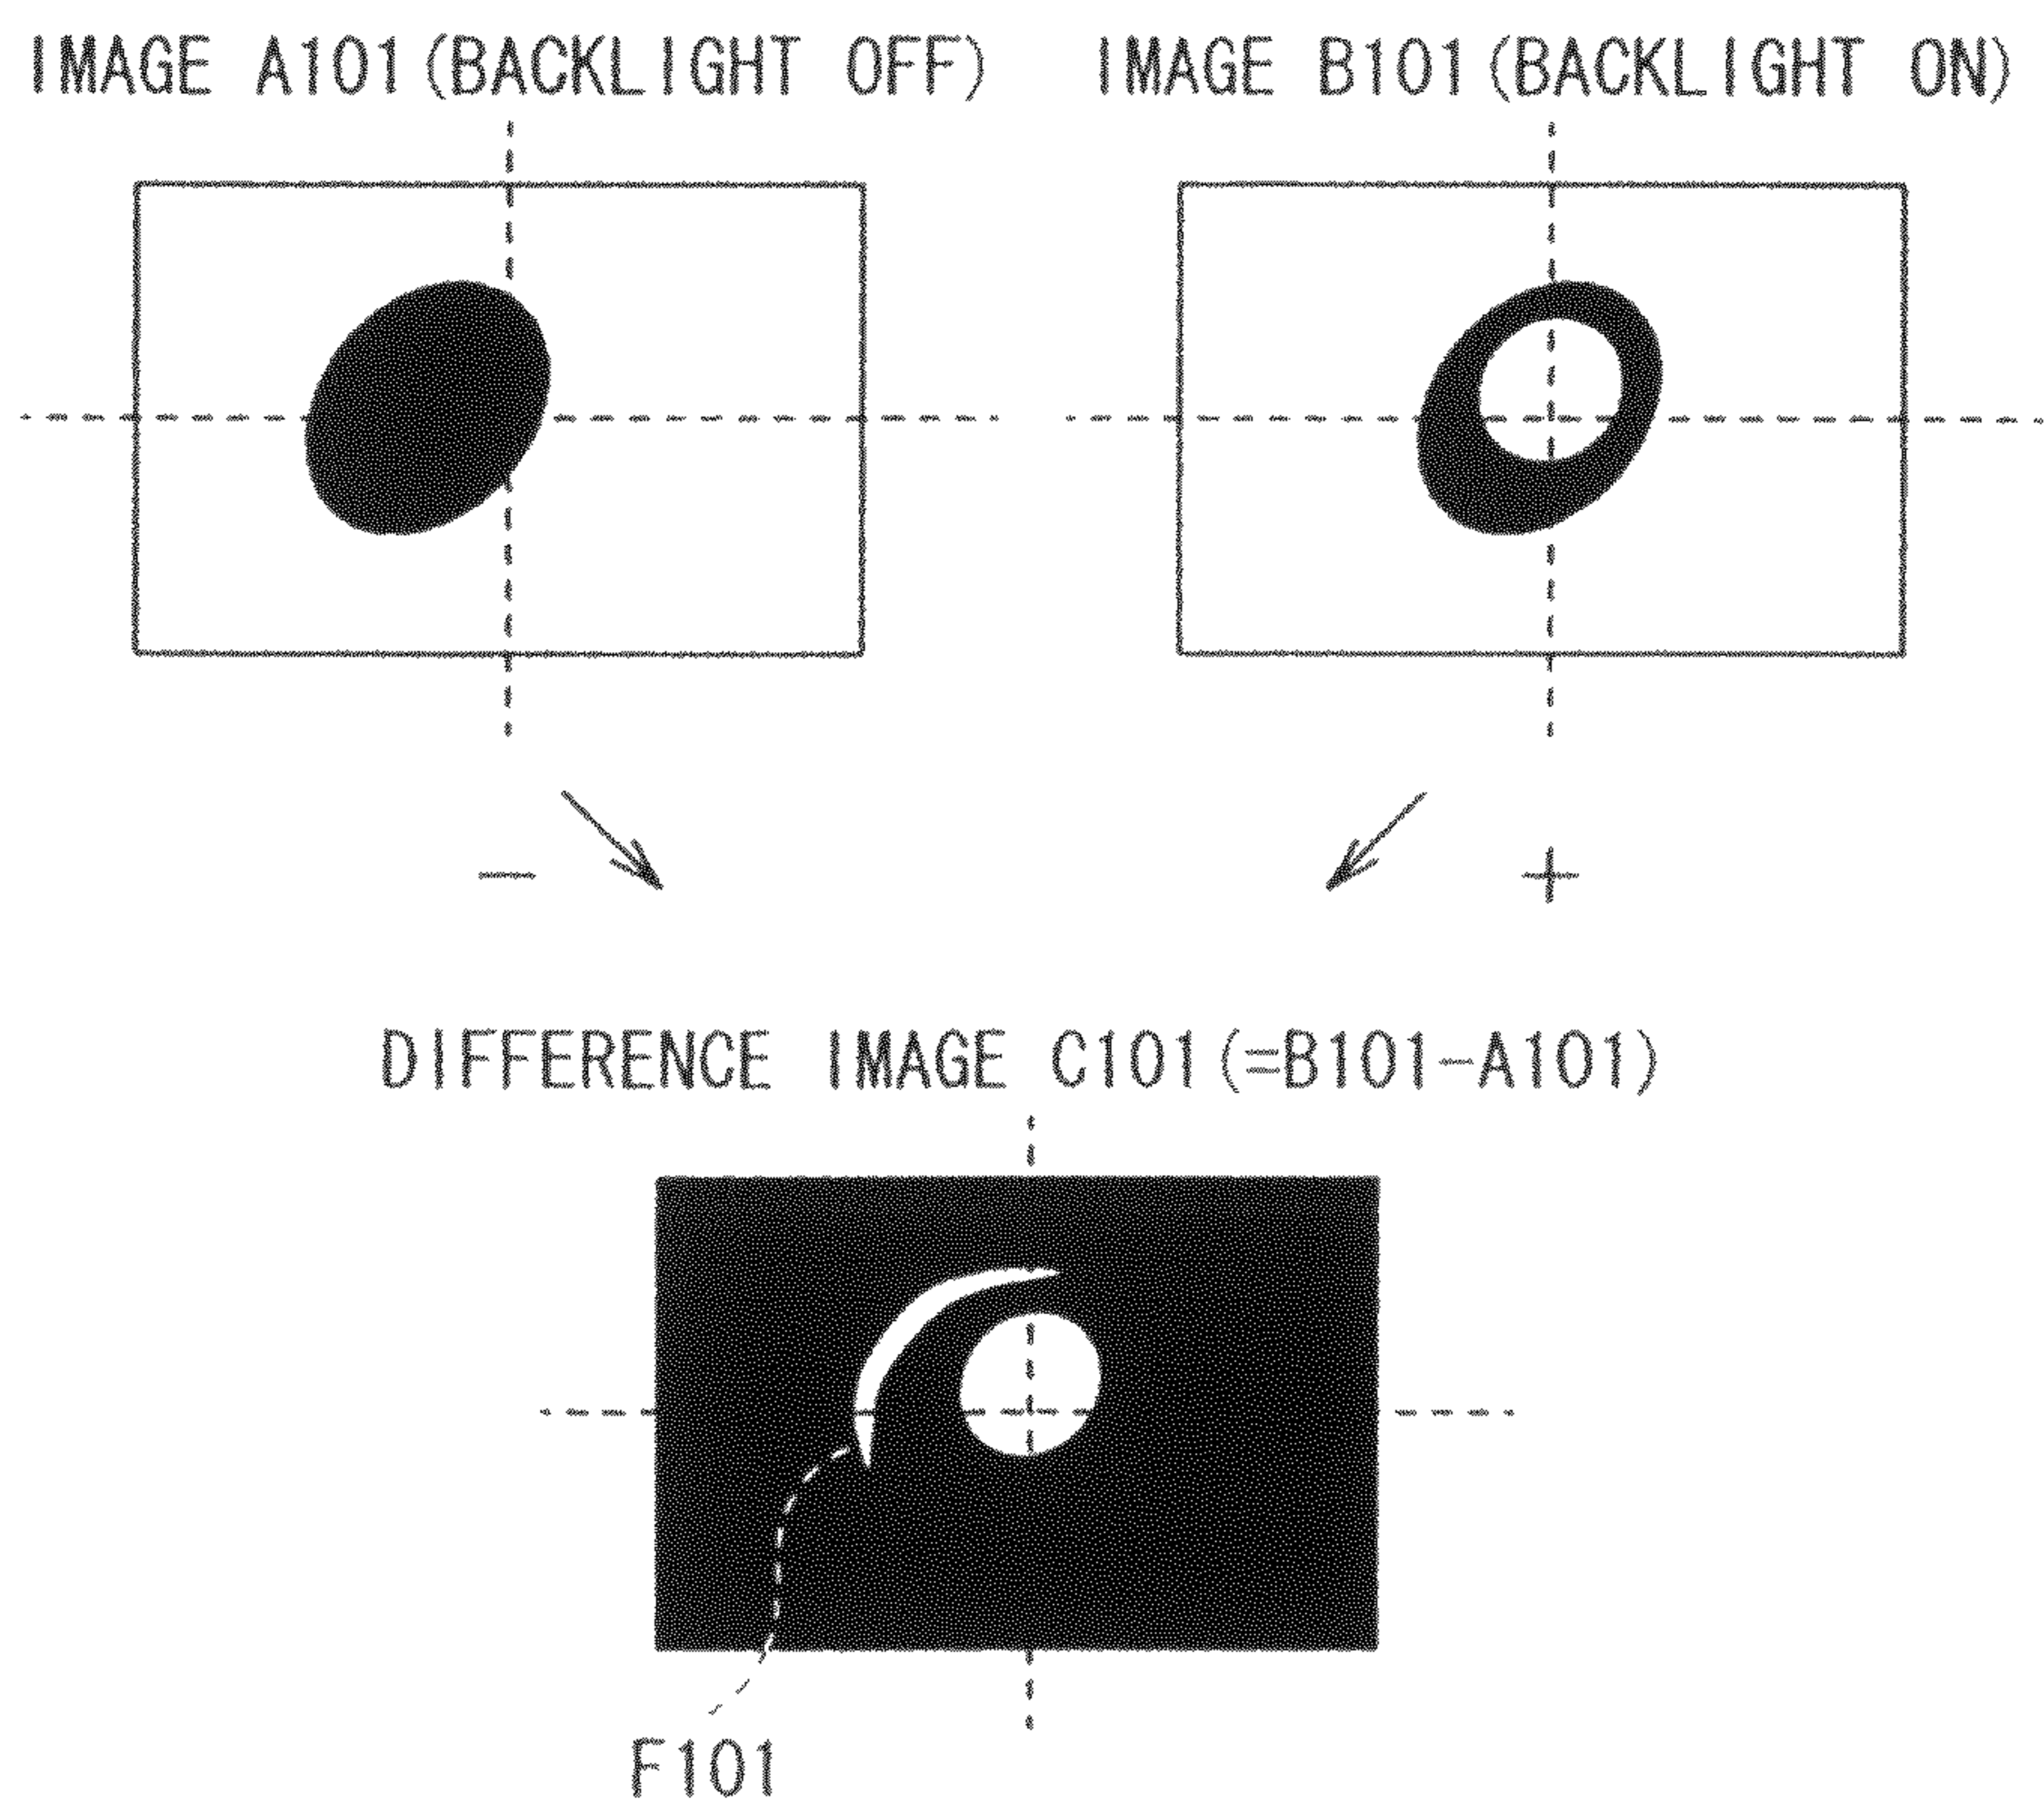 IMAGE A101(BACKLIGHT OFF)
IMAGE B101(BACKLIGHT ON)
−
+
DIFFERENCE IMAGE C101(=B101-A101)
F101